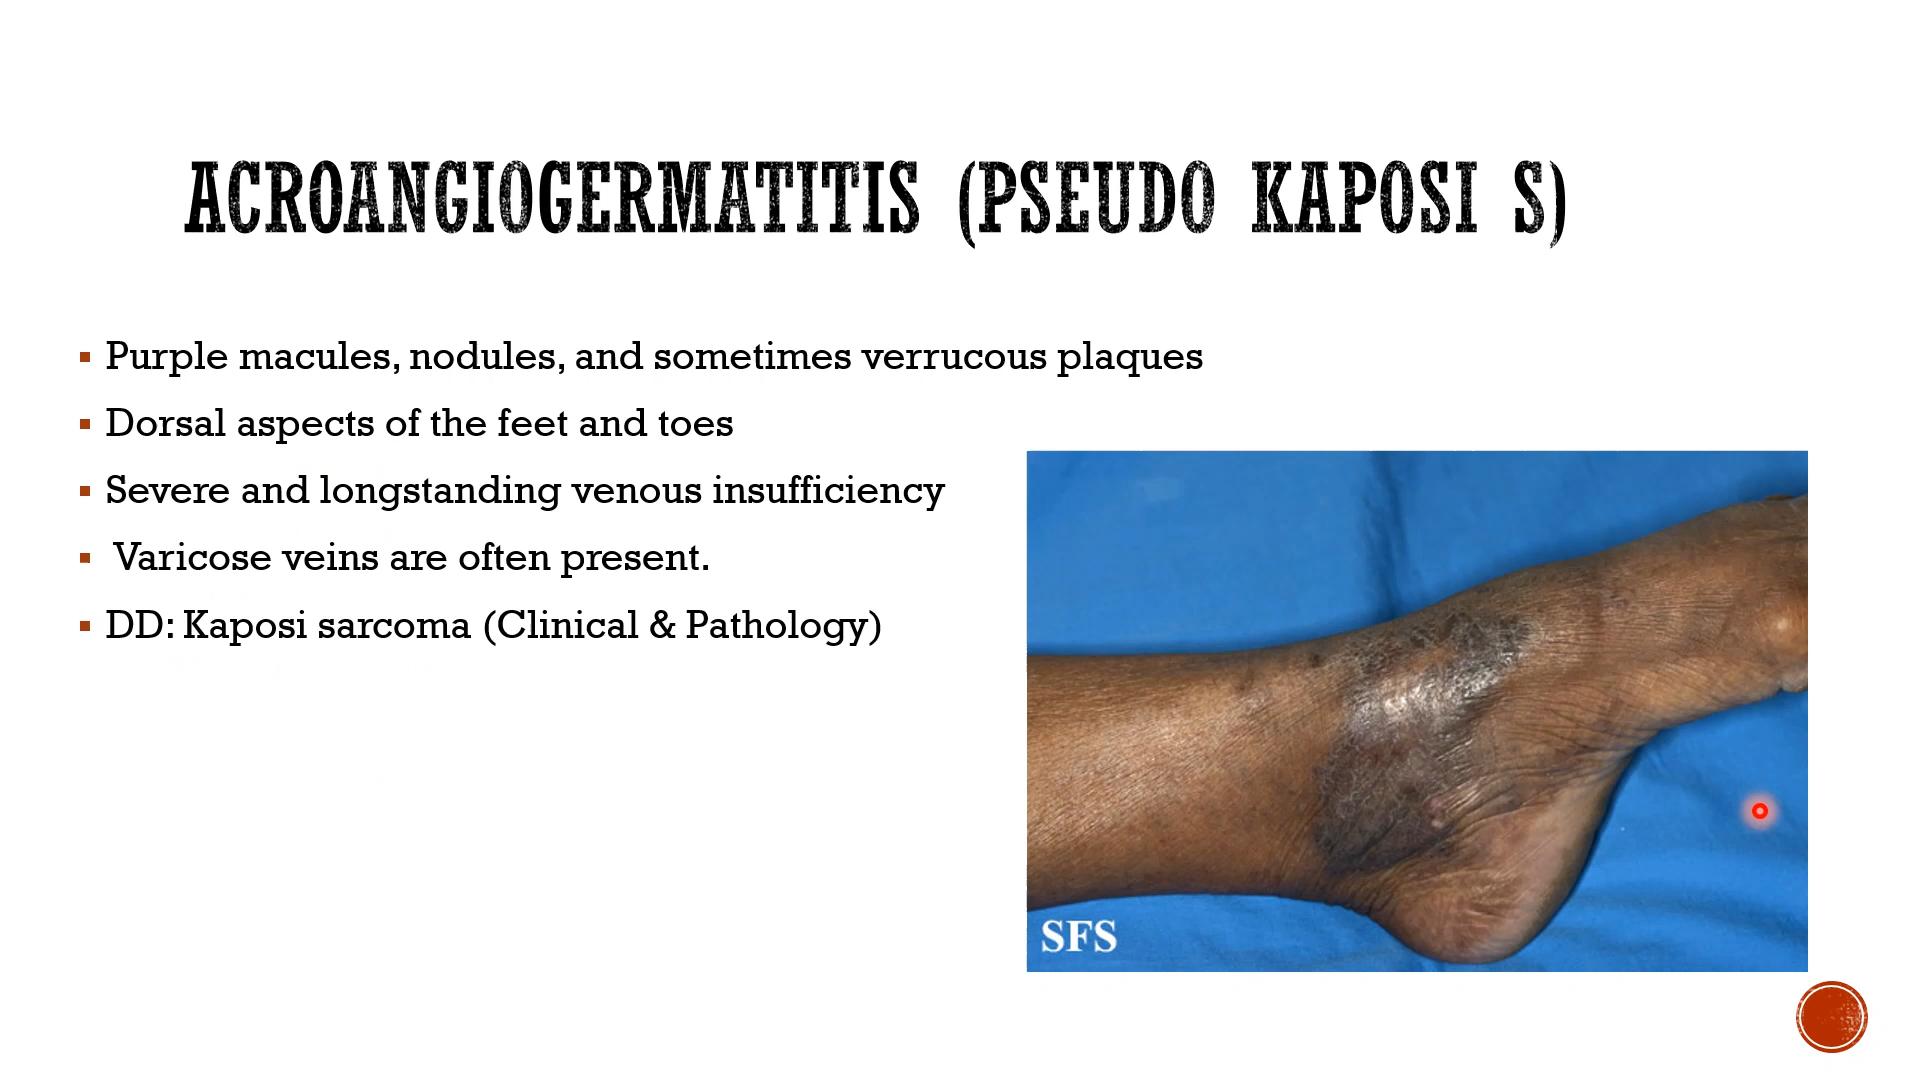 ACROANGIOGERMATITIS (PSEUDO KAPOSI S)
Purple macules, nodules, and sometimes verrucous plaques
Dorsal aspects of the feet and toes
Severe and longstanding venous insufficiency
Varicose veins are often present.
DD: Kaposi sarcoma (Clinical & Pathology)
SFS